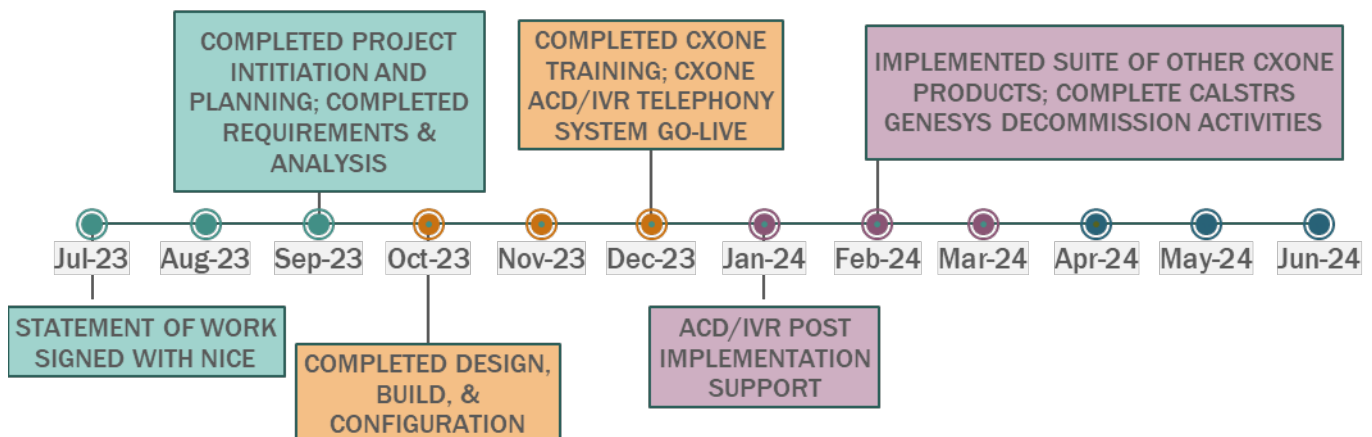 COMPLETED PROJECT
INTITIATION AND
PLANNING; COMPLETED
REQUIREMENTS &
ANALYSIS
COMPLETED CXONE
TRAINING; CXONE
ACD/IVR TELEPHONY
SYSTEM GO-LIVE
IMPLEMENTED SUITE OF OTHER CXONE
PRODUCTS; COMPLETE CALSTRS
GENESYS DECOMMISSION ACTIVITIES
Jul-23 Aug-23 Sep-23 Oct-23 Nov-23 Dec-23 Jan-24 Feb-24 Mar-24 Apr-24 May-24 Jun-24
STATEMENT OF WORK
SIGNED WITH NICE
COMPLETED DESIGN,
BUILD, &
CONFIGURATION
ACD/IVR POST
IMPLEMENTATION
SUPPORT